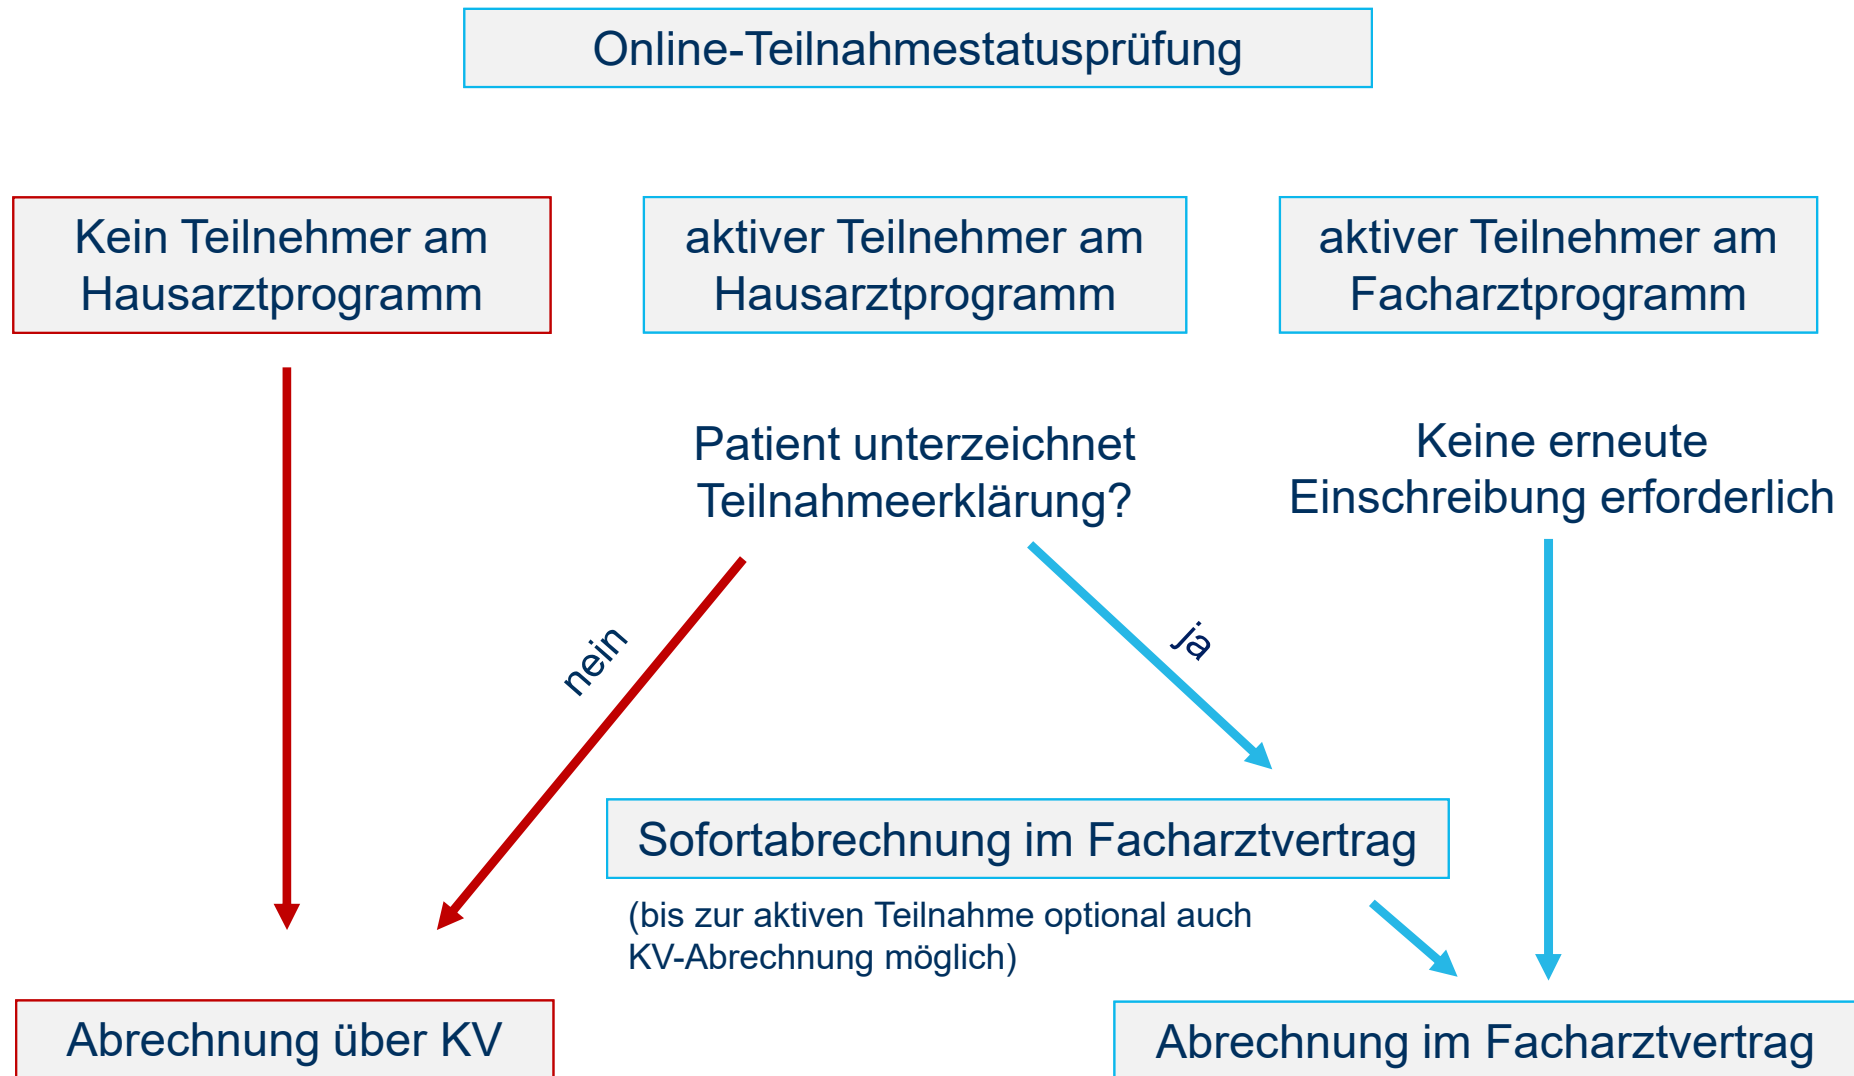 Online-Teilnahmestatusprüfung
Kein Teilnehmer am
Hausarztprogramm
aktiver Teilnehmer am
Hausarztprogramm
aktiver Teilnehmer am
Facharztprogramm
Patient unterzeichnet
Teilnahmeerklärung?
Keine erneute
Einschreibung erforderlich
nein
ja
Sofortabrechnung im Facharztvertrag
(bis zur aktiven Teilnahme optional auch
KV-Abrechnung möglich)
Abrechnung über KV
Abrechnung im Facharztvertrag